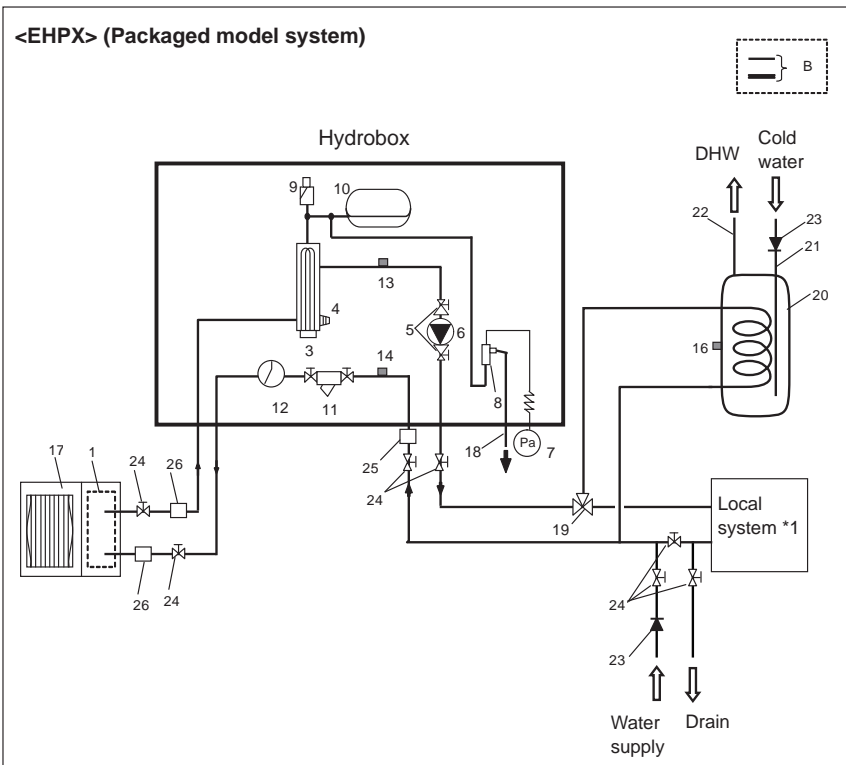 <EHPX> (Packaged model system)
B
Hydrobox
DHW
Cold
water
9
10
22
23
21
13
4
5
6
20
3
14
16
8
12
11
17
1
24
26
25
18
Pa
7
24
19
Local
system *1
26
24
24
23
Water
supply
Drain